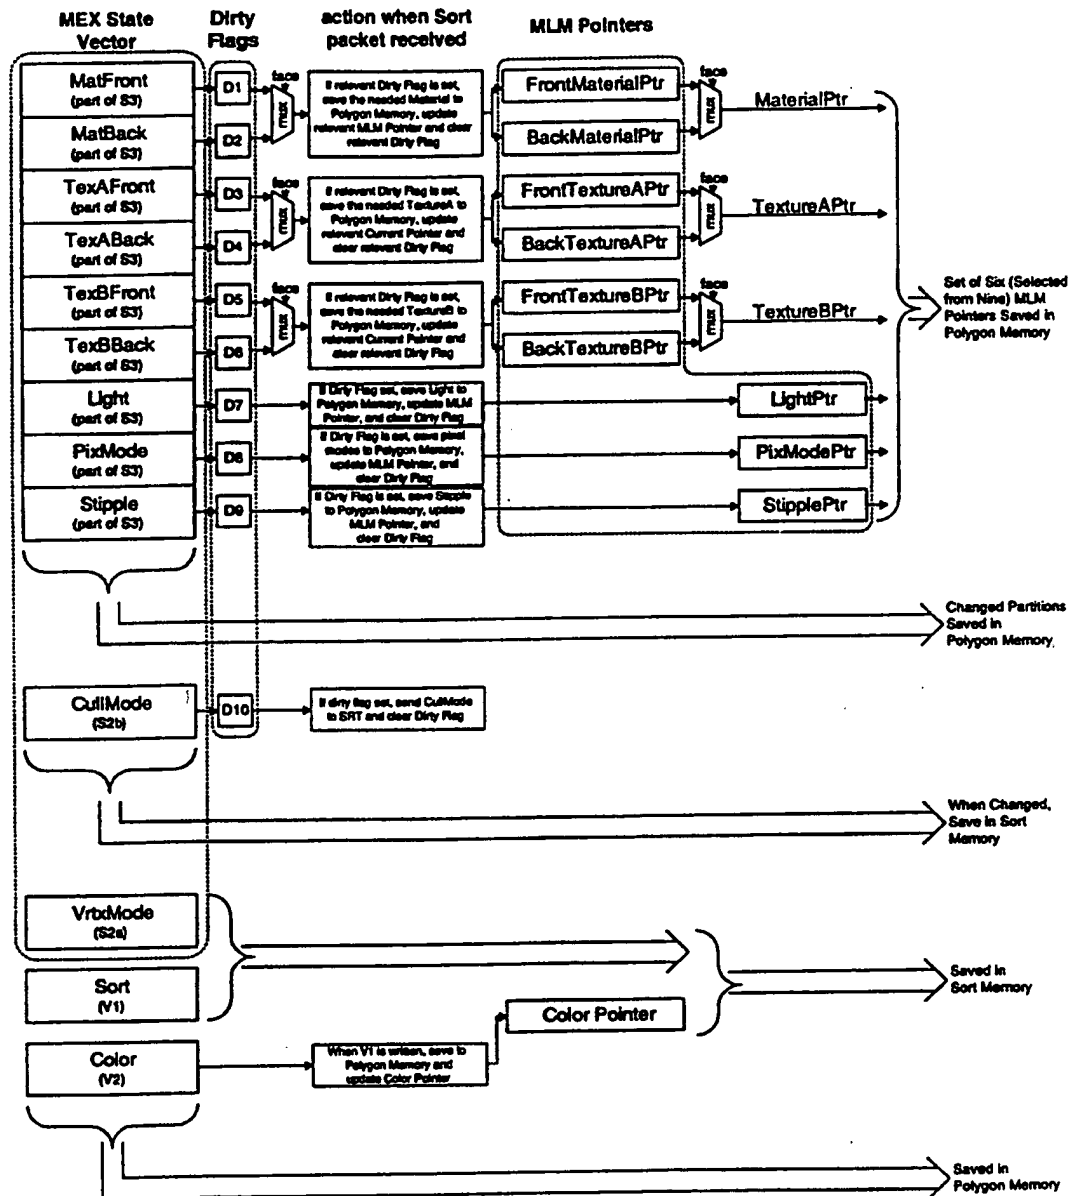 MEX State
Vector
Dirty
Flags
action when Sort
packet received
MLM Pointers
MatFront
(part of S3)
D1
face
mux
If relevant Dirty Flag is set,
save the needed Material to
Polygon Memory, update
relevant MLM Pointer and clear
relevant Dirty Flag
FrontMaterialPtr
face
mux
MaterialPtr
MatBack
(part of S3)
D2
BackMaterialPtr
TexAFront
(part of S3)
D3
face
mux
If relevant Dirty Flag is set,
save the needed TextureA to
Polygon Memory, update
relevant Current Pointer and
clear relevant Dirty Flag
FrontTextureAPtr
face
mux
TextureAPtr
TexABack
(part of S3)
D4
BackTextureAPtr
TexBFront
(part of S3)
D5
face
mux
If relevant Dirty Flag is set,
save the needed TextureB to
Polygon Memory, update
relevant Current Pointer and
clear relevant Dirty Flag
FrontTextureBPtr
face
mux
TextureBPtr
TexBBack
(part of S3)
D6
BackTextureBPtr
Set of Six (Selected
from Nine) MLM
Pointers Saved in
Polygon Memory
Light
(part of S3)
D7
If Dirty Flag set, save Light to
Polygon Memory, update MLM
Pointer, and clear Dirty Flag
LightPtr
PixMode
(part of S3)
D8
If Dirty Flag is set, save pixel
modes to Polygon Memory,
update MLM Pointer, and
clear Dirty Flag
PixModePtr
Stipple
(part of S3)
D9
If Dirty Flag is set, save Stipple
to Polygon Memory, update
MLM Pointer, and
clear Dirty Flag
StipplePtr
Changed Partitions
Saved in
Polygon Memory
CullMode
(S2b)
D10
If dirty flag set, send CullMode
to SRT and clear Dirty Flag
When Changed,
Save in Sort
Memory
VrtxMode
(S2a)
Sort
(V1)
Saved in
Sort Memory
Color Pointer
Color
(V2)
When V1 is written, save to
Polygon Memory and
update Color Pointer
Saved in
Polygon Memory